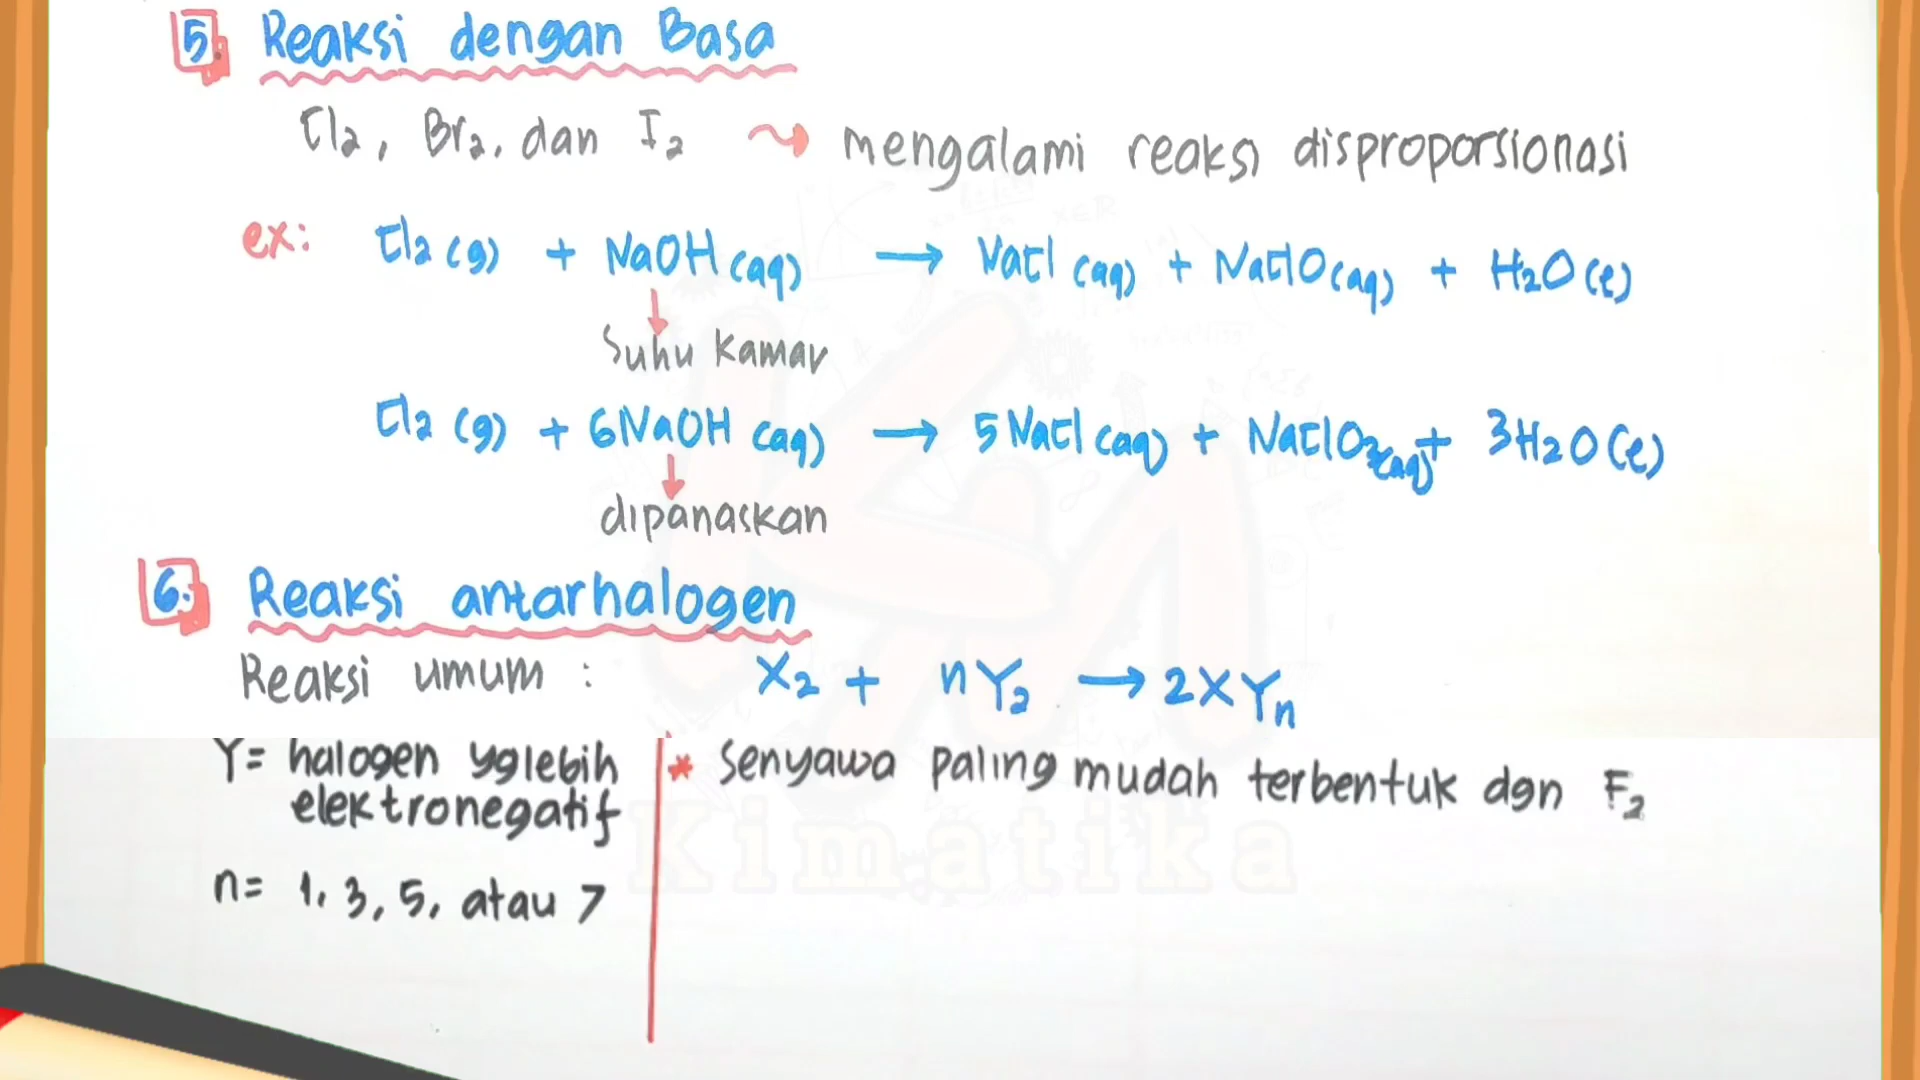 5. Reaksi dengan Basa
Cl₂, Br₂, dan I₂ ⇝ mengalami reaksi disproporsionasi
ex: Cl₂ (g) + NaOH (aq) → NaCl (aq) + NaClO (aq) + H₂O (l)
↓
Suhu kamar
Cl₂ (g) + 6NaOH (aq) → 5 NaCl (aq) + NaClO₃(aq) + 3H₂O (l)
↓
dipanaskan
6. Reaksi antarhalogen
Reaksi umum : X₂ + nY₂ → 2XYₙ
Y = halogen yg lebih
elektronegatif
n = 1, 3, 5, atau 7
* Senyawa paling mudah terbentuk dgn F₂
Kimatika